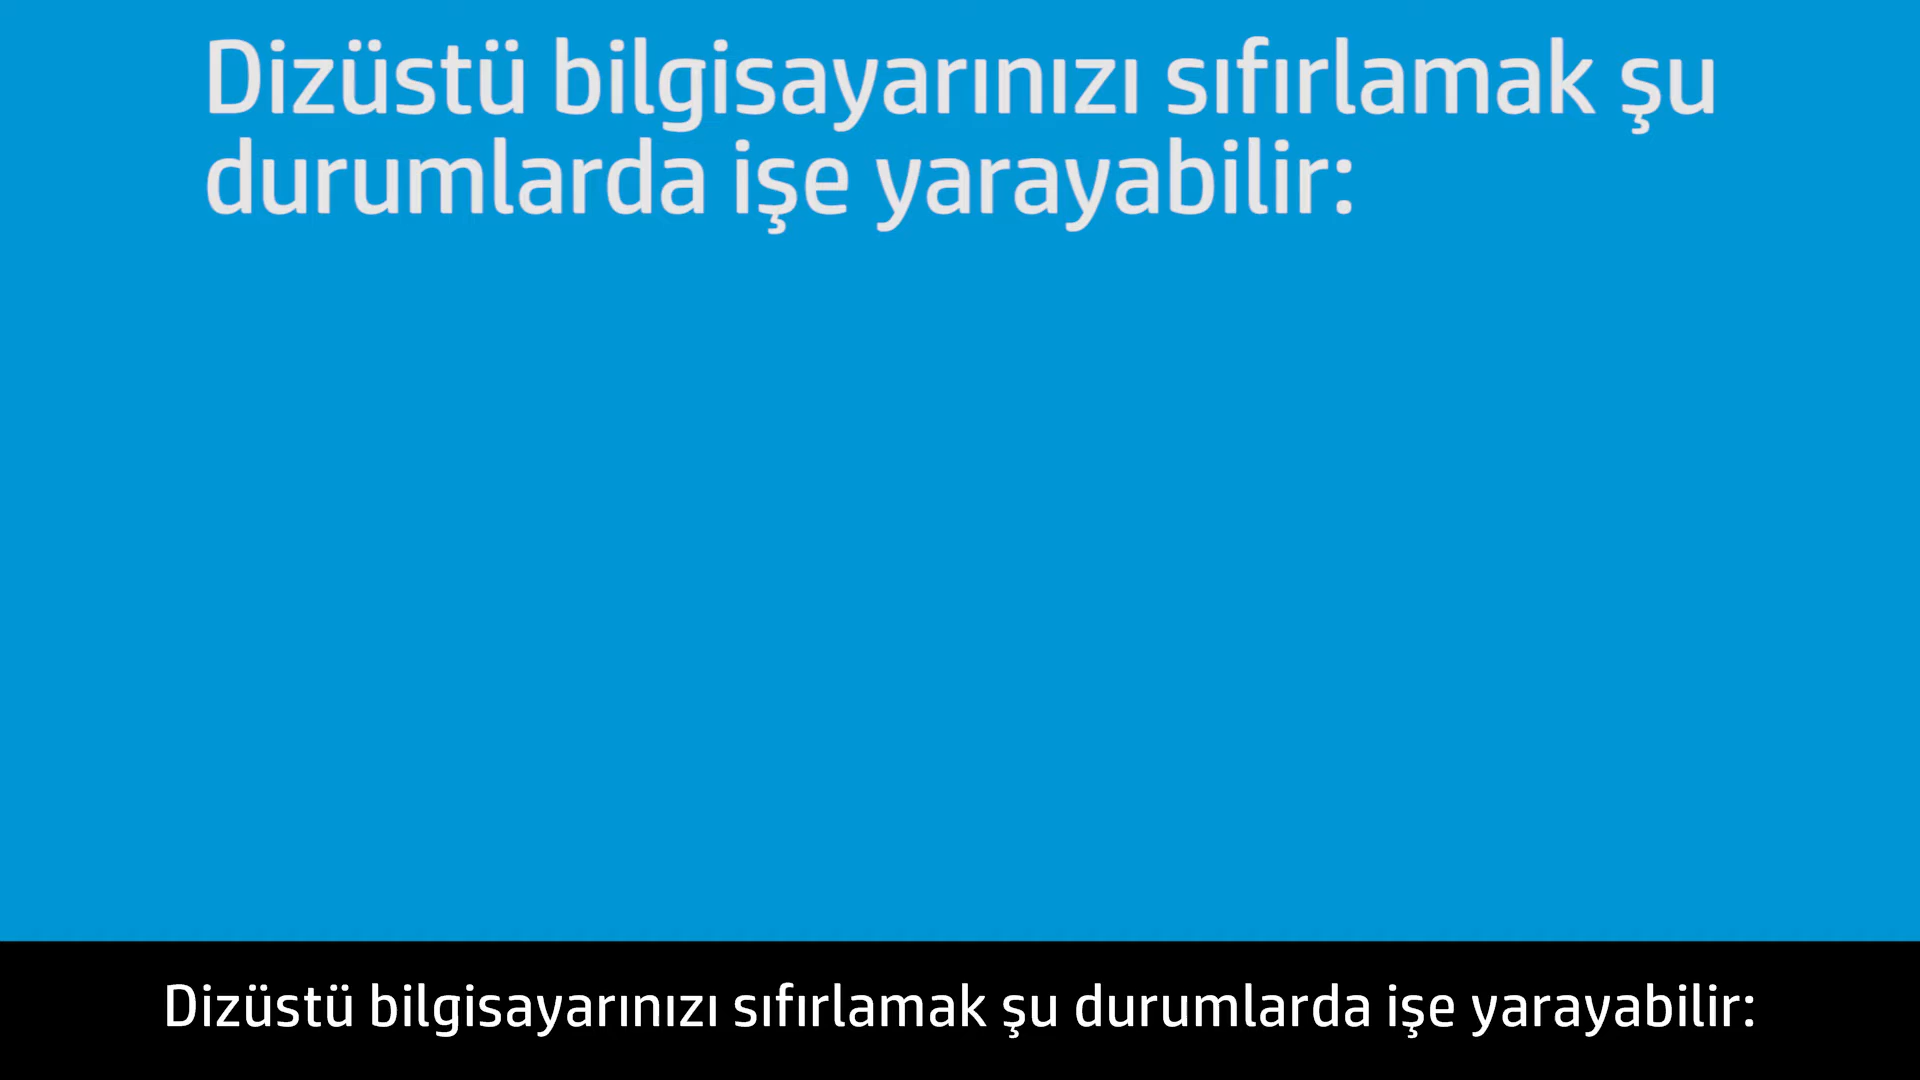 Dizüstü bilgisayarınızı sıfırlamak şu
durumlarda işe yarayabilir:
Dizüstü bilgisayarınızı sıfırlamak şu durumlarda işe yarayabilir: